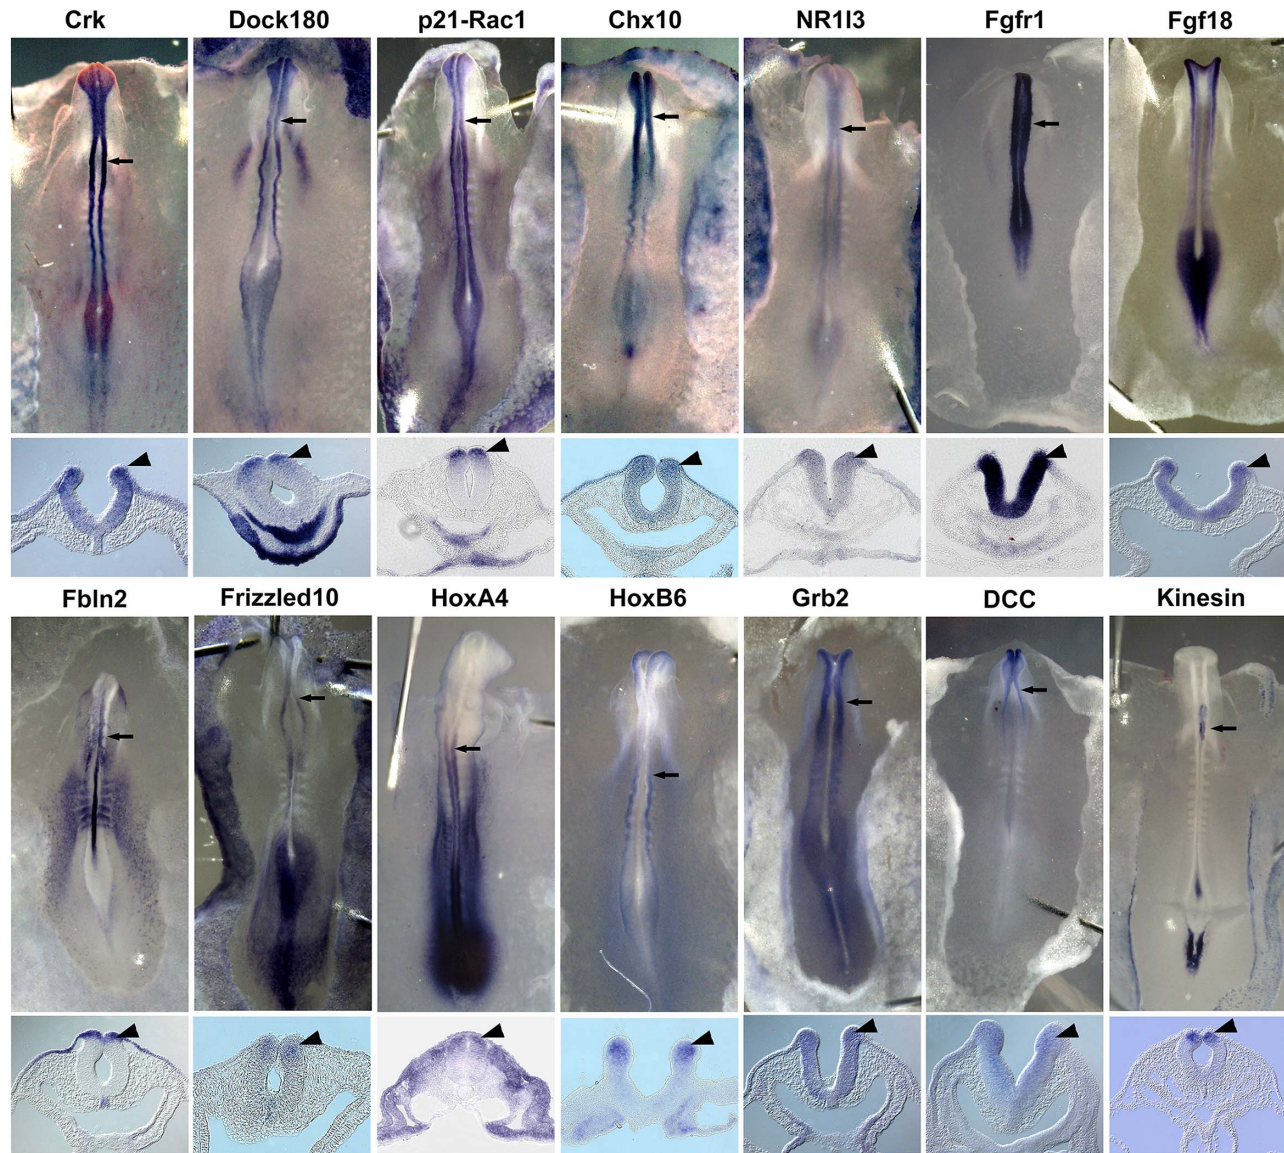 Crk Dock180 p21-Rac1 Chx10 NR1I3 Fgfr1 Fgf18
Fbln2 Frizzled10 HoxA4 HoxB6 Grb2 DCC Kinesin